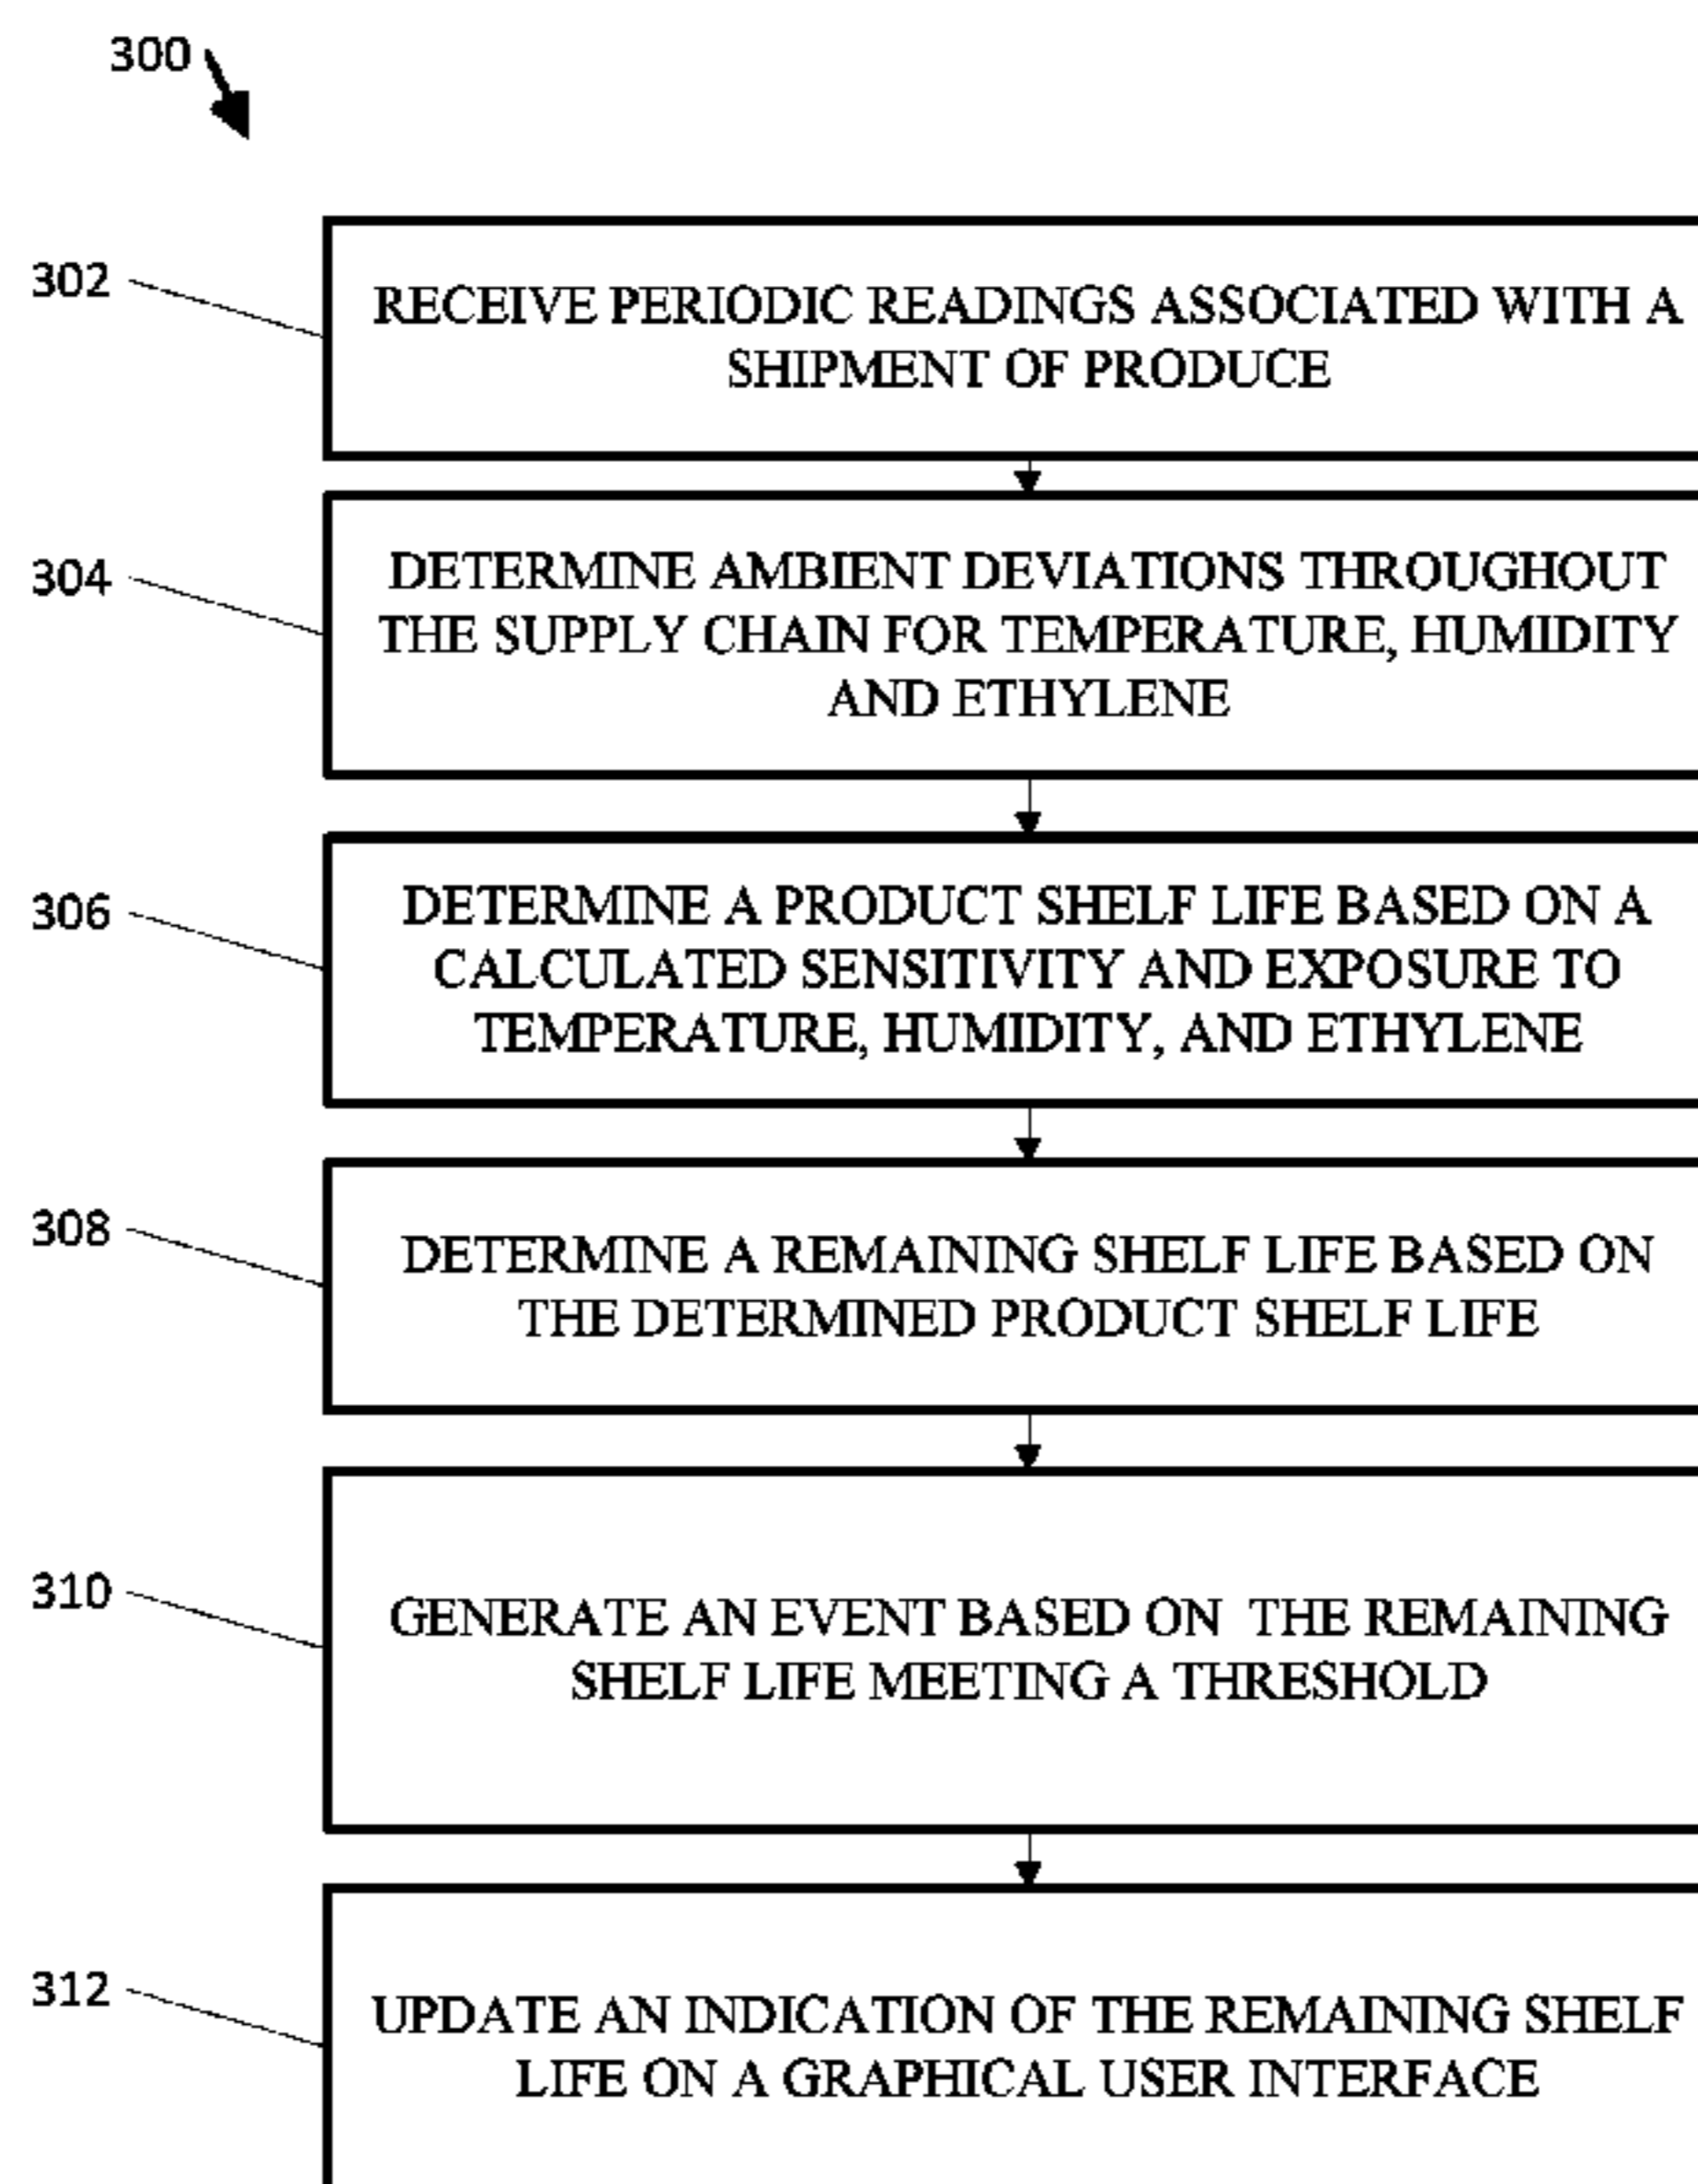 300
302
RECEIVE PERIODIC READINGS ASSOCIATED WITH A
SHIPMENT OF PRODUCE
304
DETERMINE AMBIENT DEVIATIONS THROUGHOUT
THE SUPPLY CHAIN FOR TEMPERATURE, HUMIDITY
AND ETHYLENE
306
DETERMINE A PRODUCT SHELF LIFE BASED ON A
CALCULATED SENSITIVITY AND EXPOSURE TO
TEMPERATURE, HUMIDITY, AND ETHYLENE
308
DETERMINE A REMAINING SHELF LIFE BASED ON
THE DETERMINED PRODUCT SHELF LIFE
310
GENERATE AN EVENT BASED ON THE REMAINING
SHELF LIFE MEETING A THRESHOLD
312
UPDATE AN INDICATION OF THE REMAINING SHELF
LIFE ON A GRAPHICAL USER INTERFACE